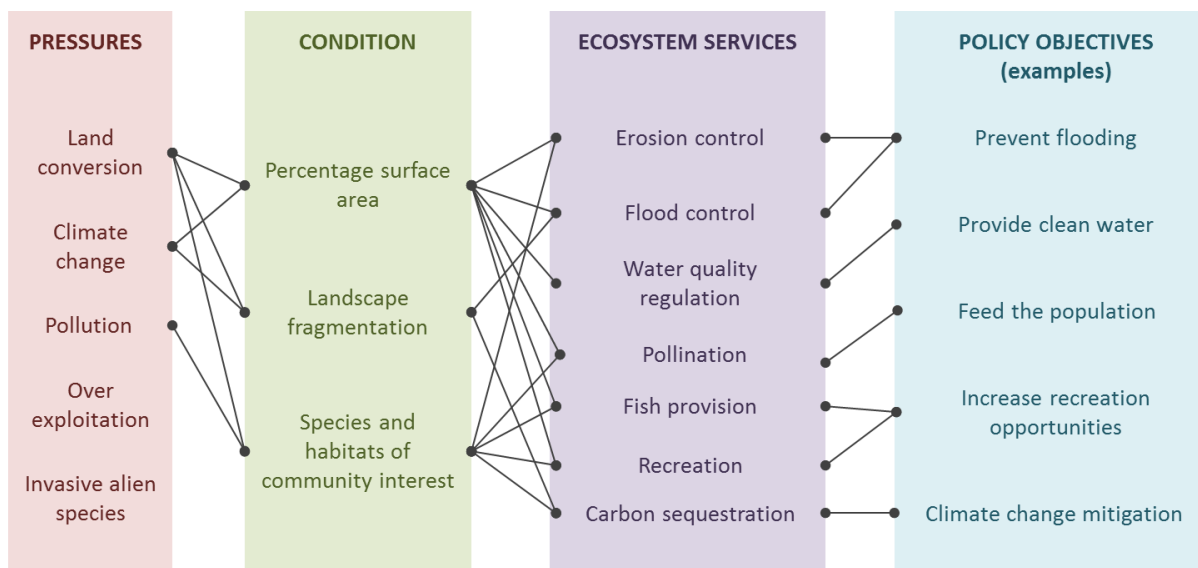 PRESSURES
Land
conversion
Climate
change
Pollution
Over
exploitation
Invasive alien
species
CONDITION
Percentage surface
area
Landscape
fragmentation
Species and
habitats of
community interest
ECOSYSTEM SERVICES
Erosion control
Flood control
Water quality
regulation
Pollination
Fish provision
Recreation
Carbon sequestration
POLICY OBJECTIVES
(examples)
Prevent flooding
Provide clean water
Feed the population
Increase recreation
opportunities
Climate change mitigation